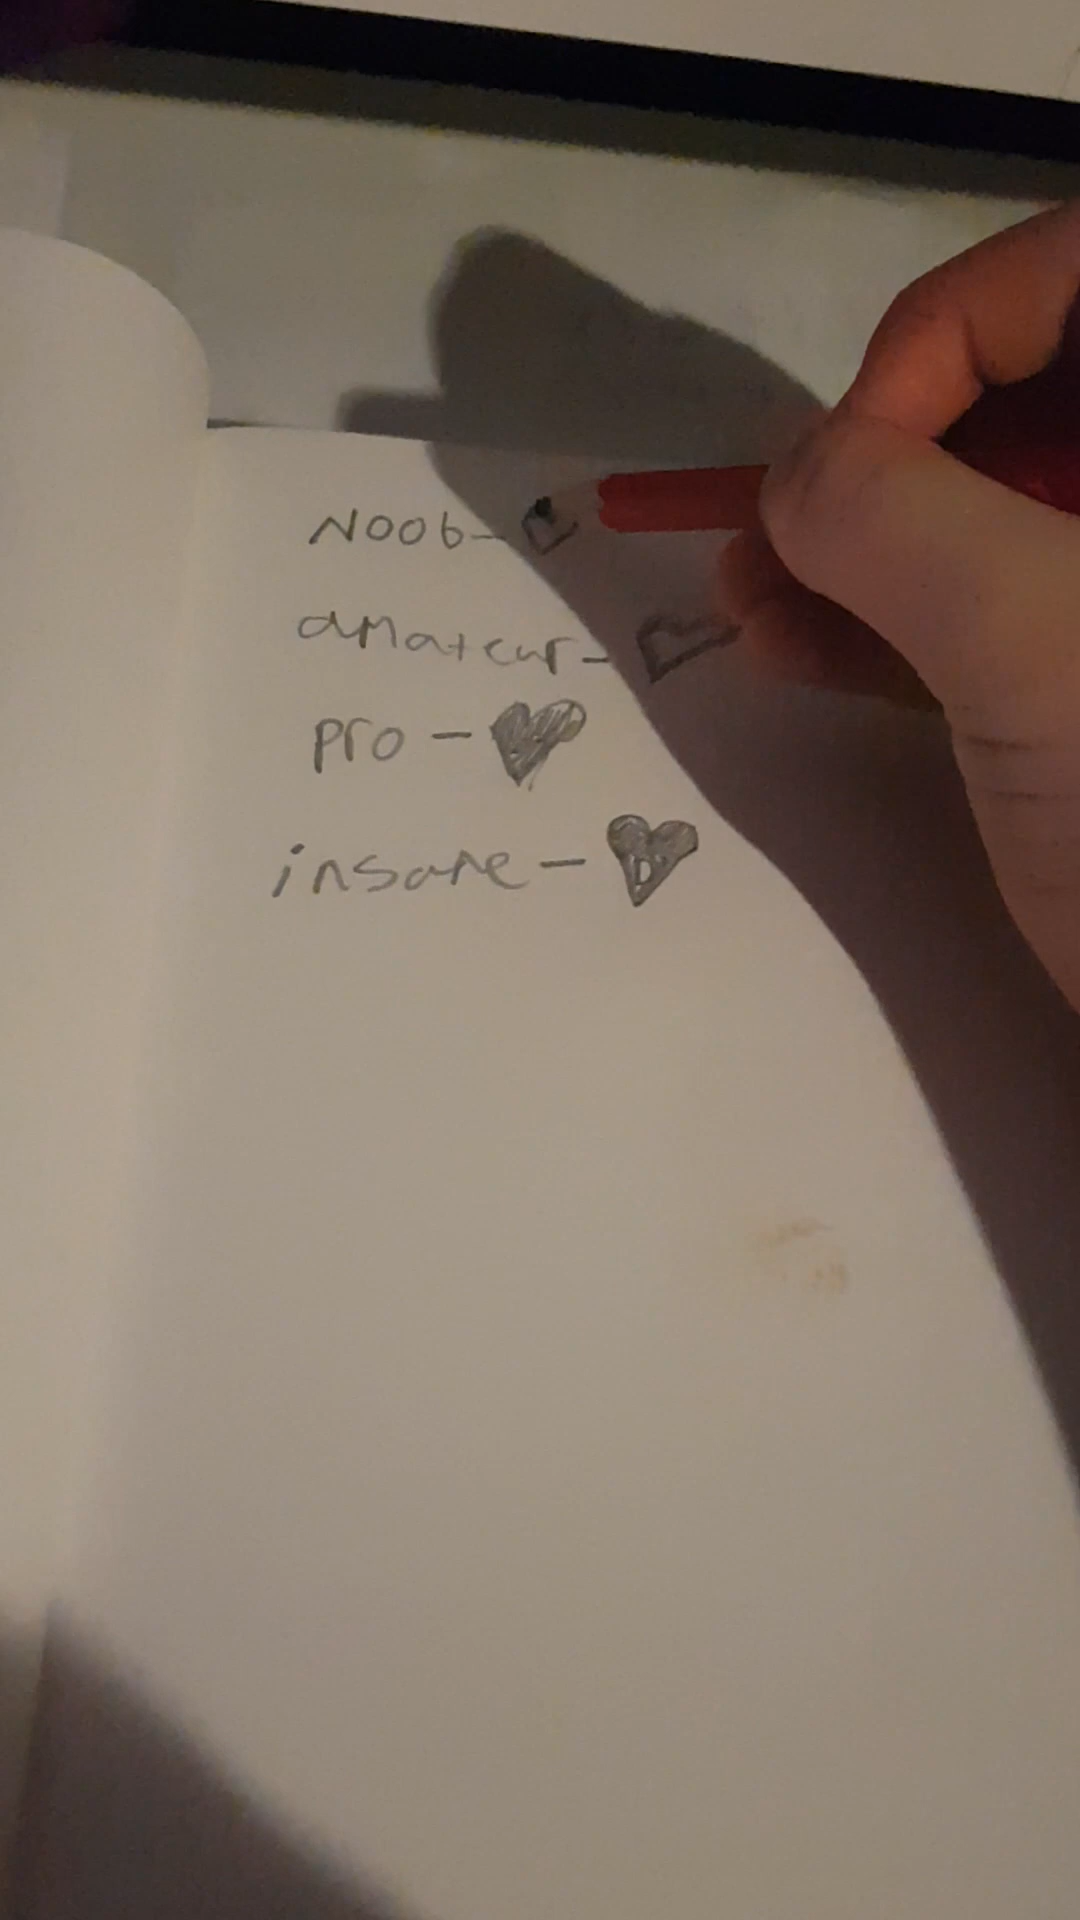 Noob-
amateur-
pro -
insane -
D